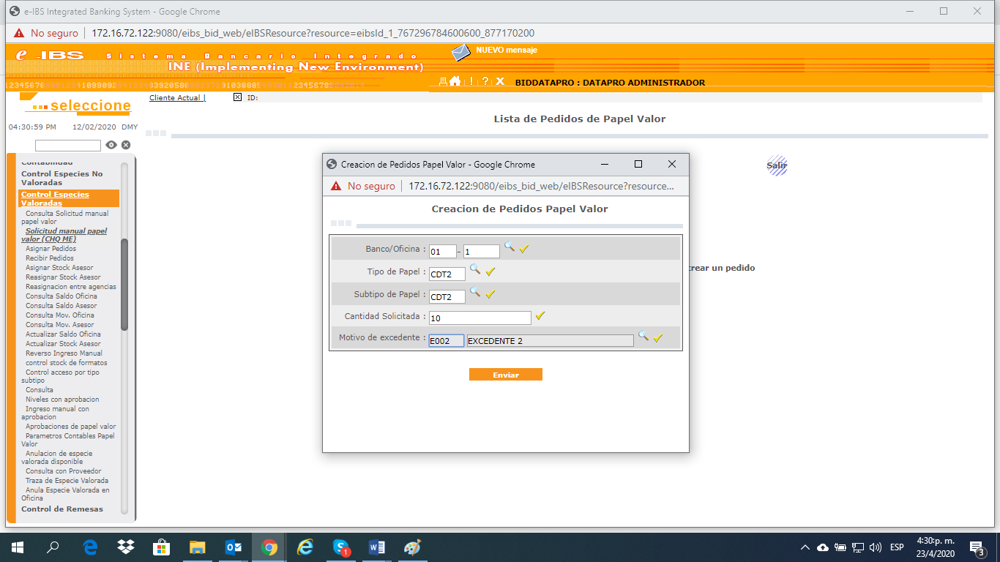 e-IBS Integrated Banking System - Google Chrome
No seguro 172.16.72.122:9080/eibs_bid_web/eIBSResource?resource=eibsId_1_767296784600600_877170200
e-IBS Sistema Bancario Integrado
INE (Implementing New Environment)
NUEVO mensaje
! ? X BIDDATAPRO : DATAPRO ADMINISTRADOR
seleccione
04:30:59 PM 12/02/2020 DMY
Cliente Actual | ID:
Lista de Pedidos de Papel Valor
Salir
crear un pedido
Contabilidad
Control Especies No
Valoradas
Control Especies
Valoradas
Consulta Solicitud manual
papel valor
Solicitud manual papel
valor (CHQ ME)
Asignar Pedidos
Recibir Pedidos
Asignar Stock Asesor
Reasignar Stock Asesor
Reasignacion entre agencias
Consulta Saldo Oficina
Consulta Saldo Asesor
Consulta Mov. Oficina
Consulta Mov. Asesor
Actualizar Saldo Oficina
Actualizar Stock Asesor
Reverso Ingreso Manual
control stock de formatos
Control acceso por tipo
subtipo
Consulta
Niveles con aprobacion
Ingreso manual con
aprobacion
Aprobaciones de papel valor
Parametros Contables Papel
Valor
Anulacion de especie
valorada disponible
Consulta con Proveedor
Traza de Especie Valorada
Anula Especie Valorada en
Oficina
Control de Remesas
Creacion de Pedidos Papel Valor - Google Chrome
No seguro 172.16.72.122:9080/eibs_bid_web/eIBSResource?resource...
Creacion de Pedidos Papel Valor
Banco/Oficina : 01 - 1
Tipo de Papel : CDT2
Subtipo de Papel : CDT2
Cantidad Solicitada : 10
Motivo de excedente : E002 EXCEDENTE 2
Enviar
1
ESP
4:30:p. m.
23/4/2020
3